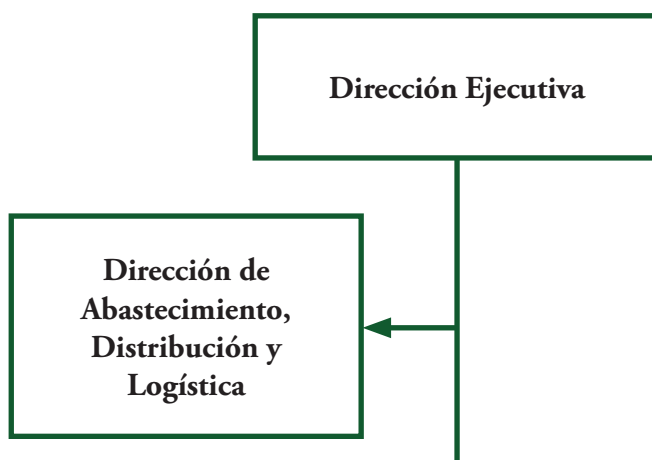 Dirección Ejecutiva
Dirección de
Abastecimiento,
Distribución y
Logística